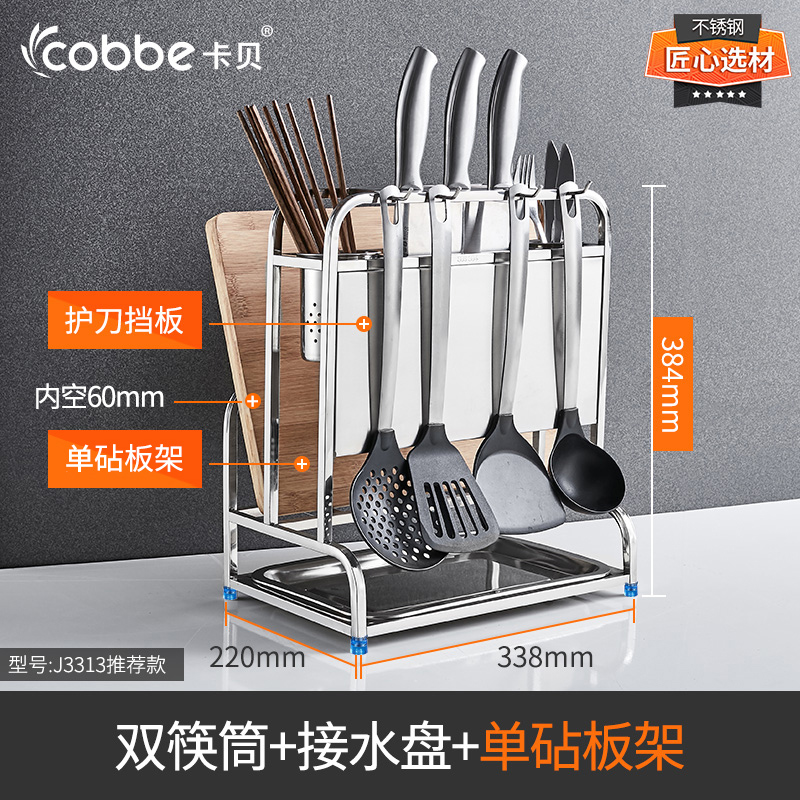 cobbe卡贝®
不锈钢
匠心选材
护刀挡板
内空60mm
单砧板架
384mm
220mm
338mm
型号:J3313推荐款
双筷筒+接水盘+单砧板架